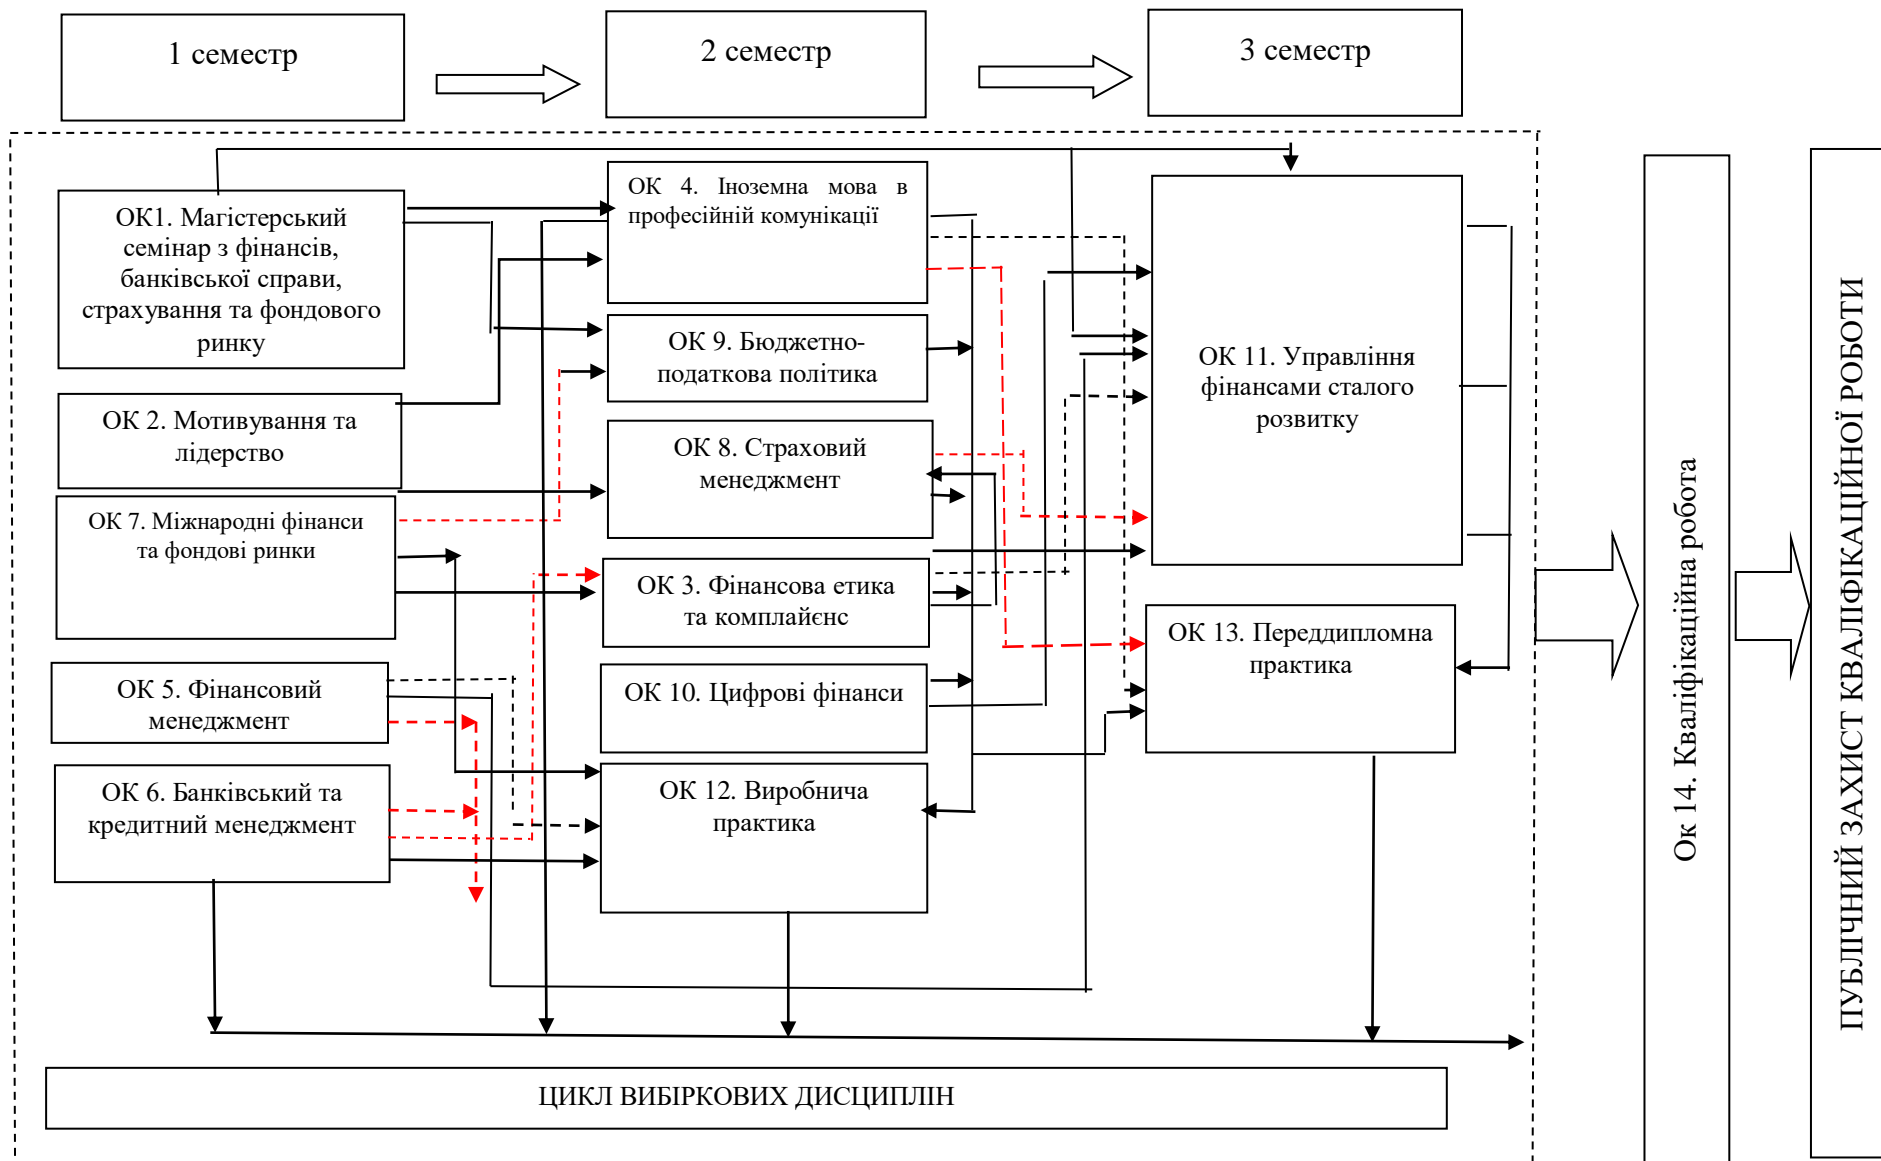 1 семестр
2 семестр
3 семестр
ОК1. Магістерський
семінар з фінансів,
банківської справи,
страхування та фондового
ринку
ОК 2. Мотивування та
лідерство
ОК 7. Міжнародні фінанси
та фондові ринки
ОК 5. Фінансовий
менеджмент
ОК 6. Банківський та
кредитний менеджмент
ОК 4. Іноземна мова в
професійній комунікації
ОК 9. Бюджетно-
податкова політика
ОК 8. Страховий
менеджмент
ОК 3. Фінансова етика
та комплайєнс
ОК 10. Цифрові фінанси
ОК 12. Виробнича
практика
ОК 11. Управління
фінансами сталого
розвитку
ОК 13. Переддипломна
практика
Ок 14. Кваліфікаційна робота
ПУБЛІЧНИЙ ЗАХИСТ КВАЛІФІКАЦІЙНОЇ РОБОТИ
ЦИКЛ ВИБІРКОВИХ ДИСЦИПЛІН